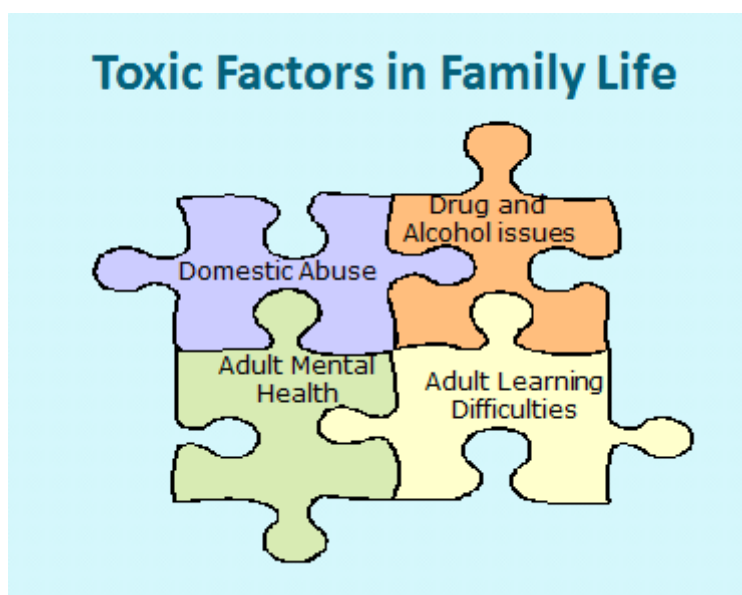 Toxic Factors in Family Life
Drug and
Alcohol issues
Domestic Abuse
Adult Mental
Health
Adult Learning
Difficulties